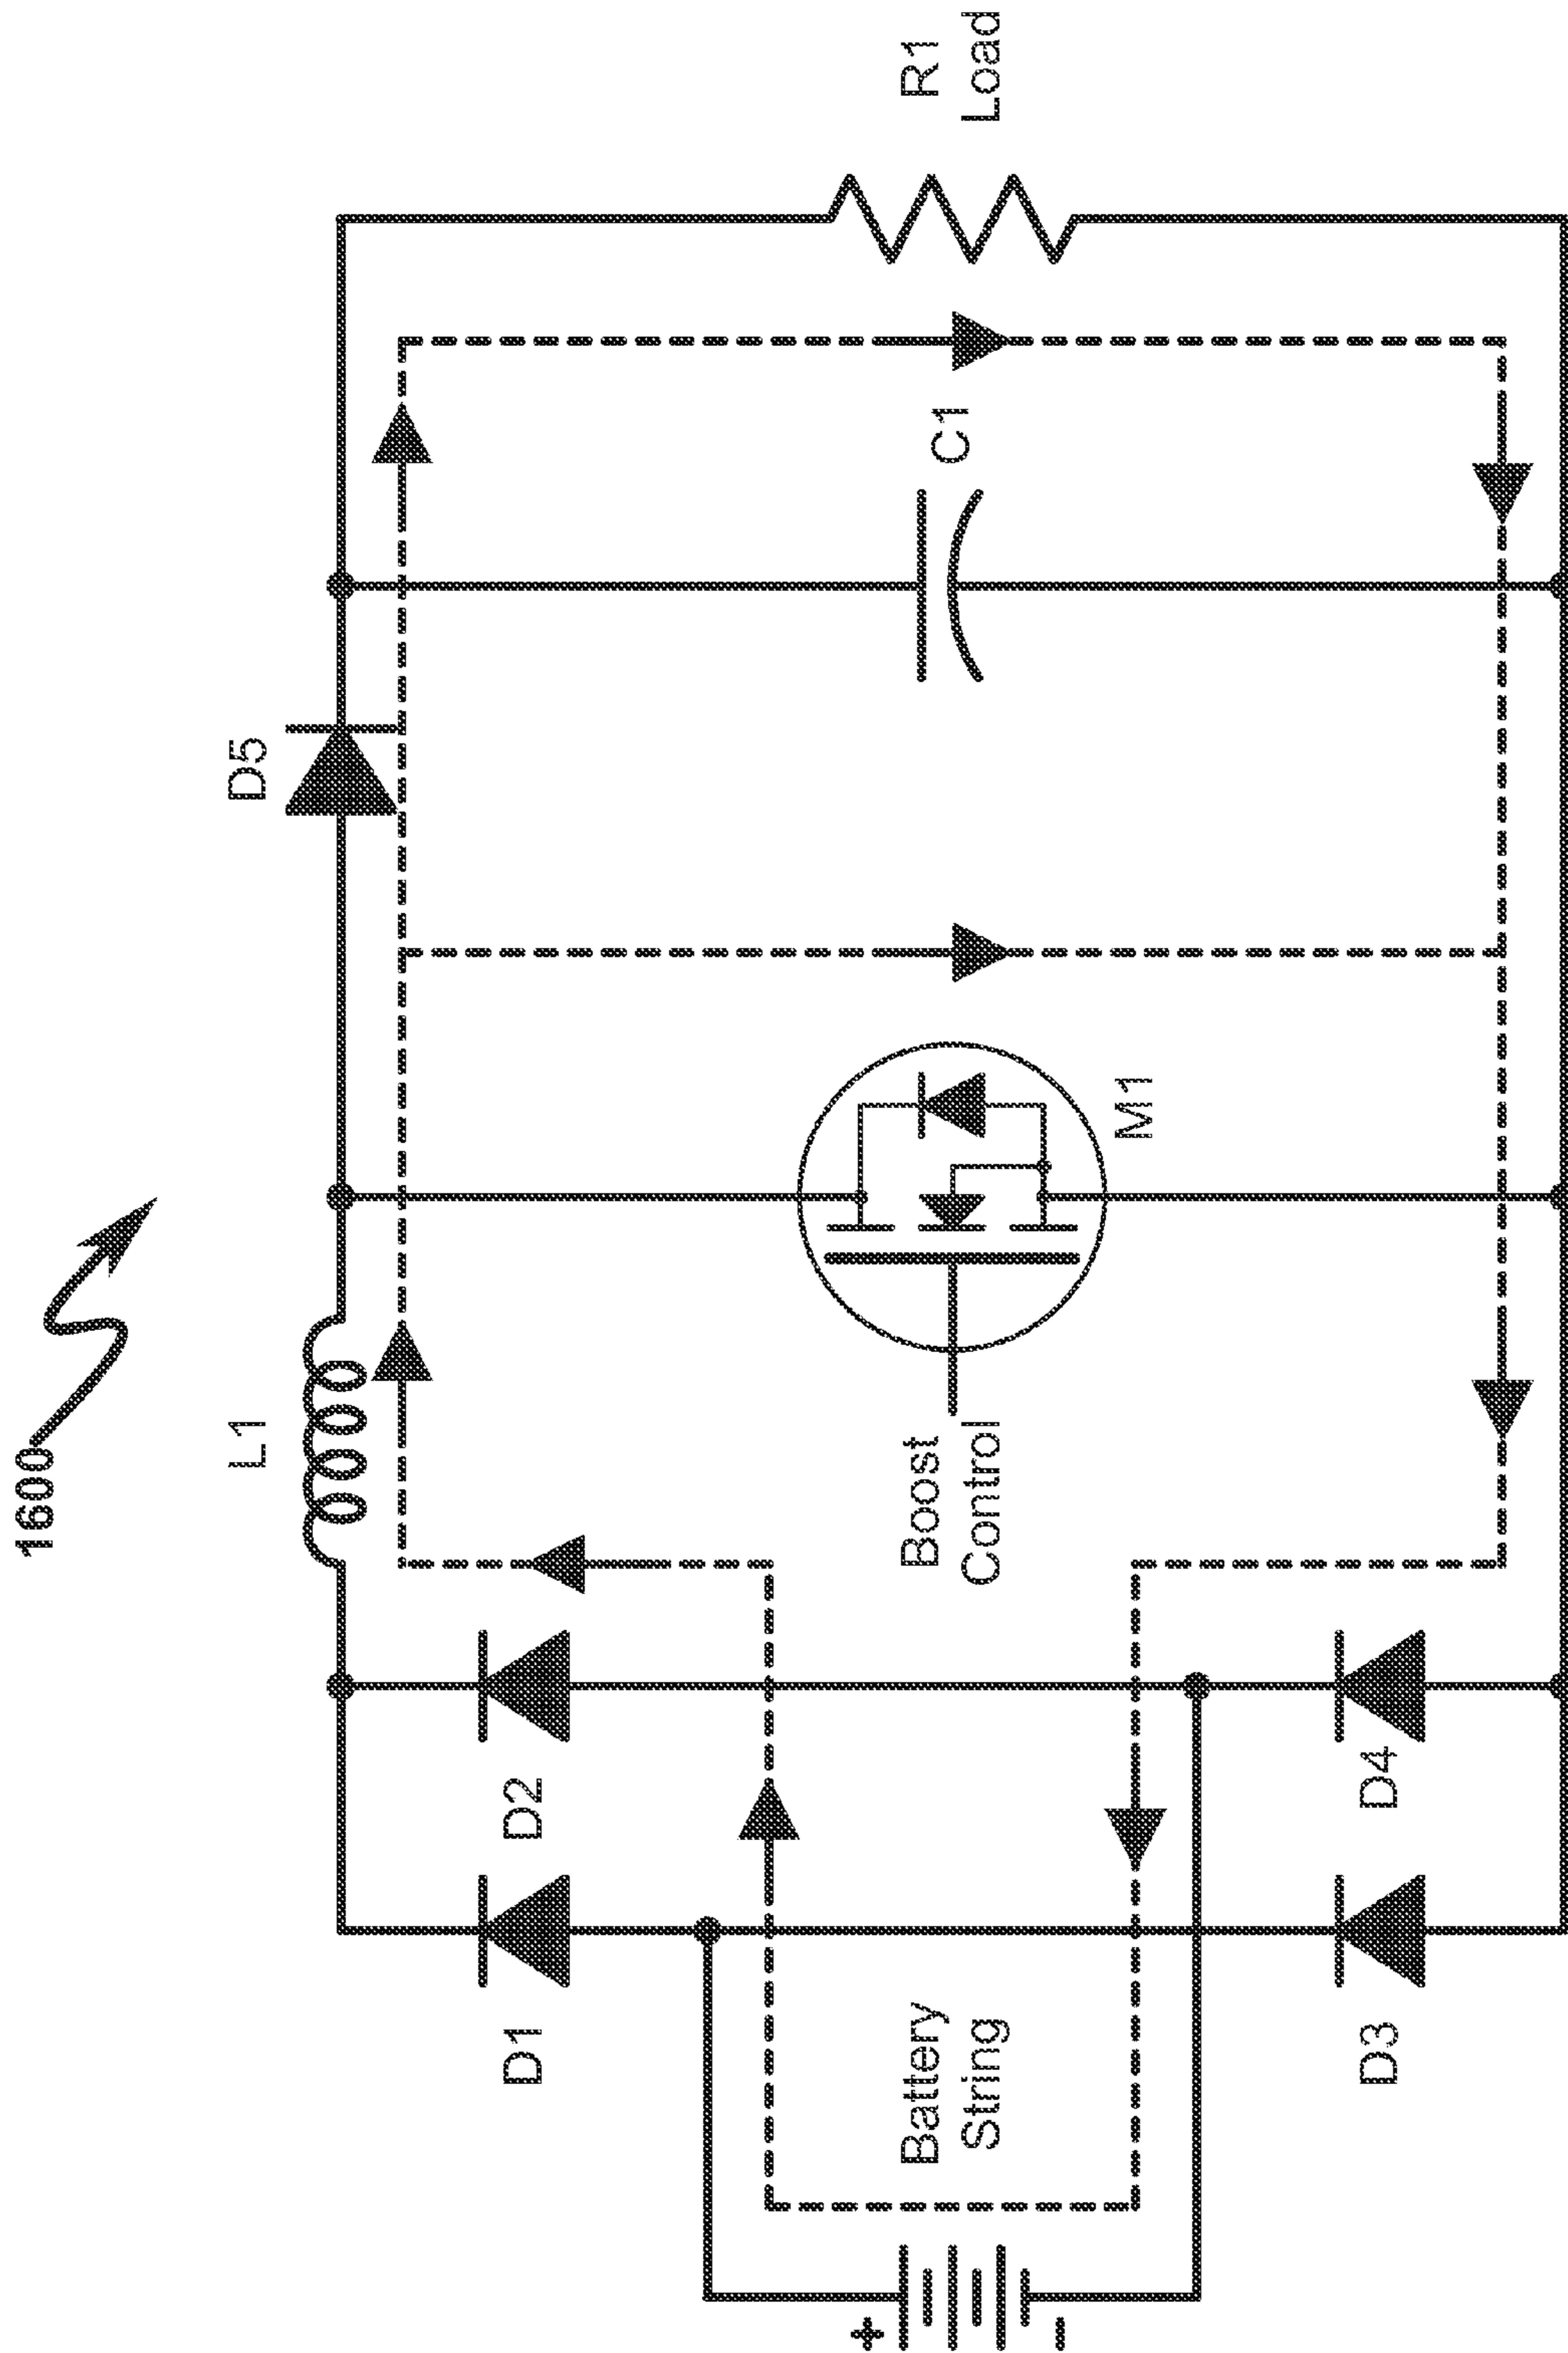 1600
L1
D5
D1
D2
Battery
String
Boost
Control
M1
C1
R1
Load
D3
D4
+
–